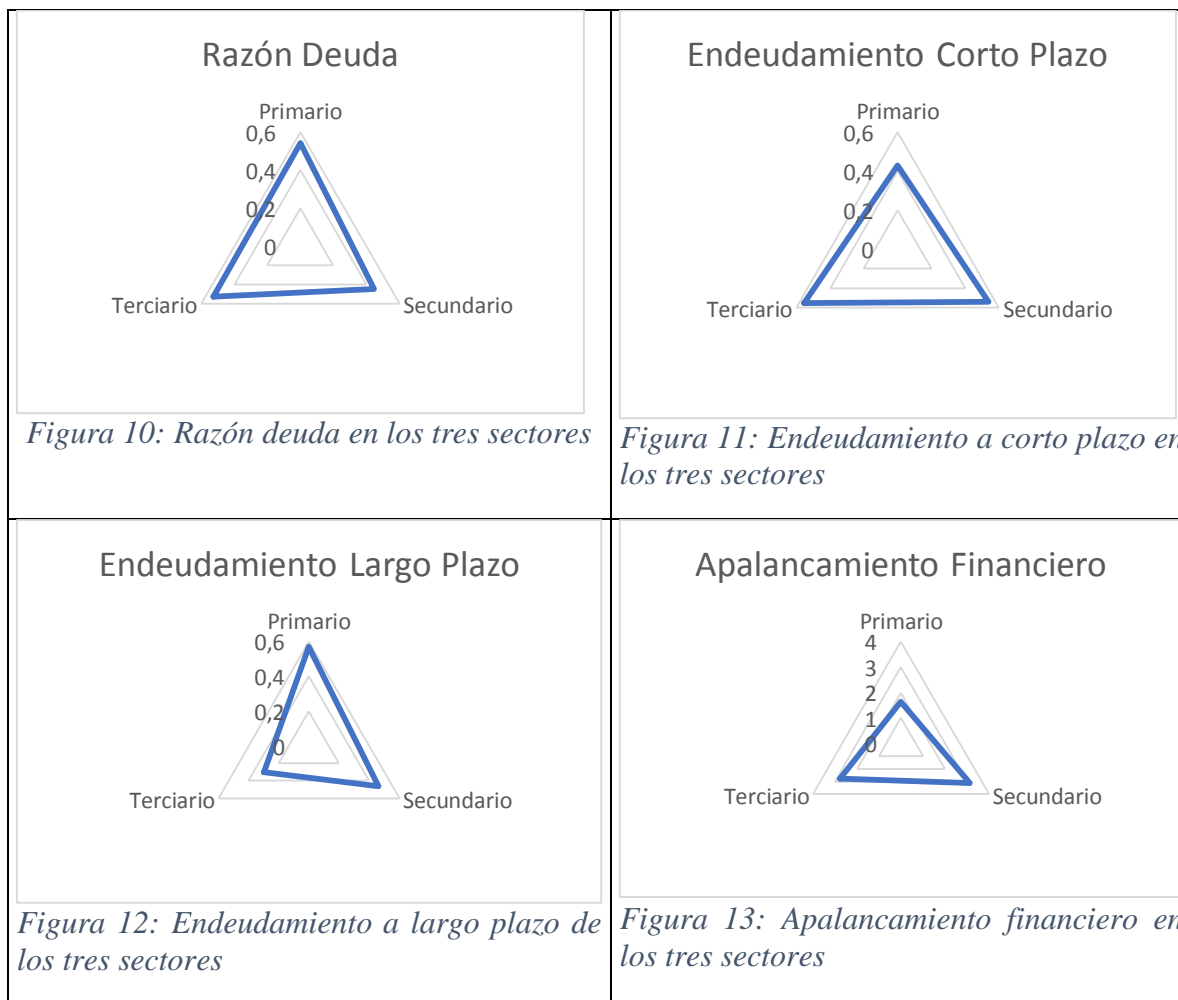 Razón Deuda
Primario
0,6
0,4
0,2
0
Terciario
Secundario
Figura 10: Razón deuda en los tres sectores
Endeudamiento Corto Plazo
Primario
0,6
0,4
0,2
0
Terciario
Secundario
Figura 11: Endeudamiento a corto plazo en
los tres sectores
Endeudamiento Largo Plazo
Primario
0,6
0,4
0,2
0
Terciario
Secundario
Figura 12: Endeudamiento a largo plazo de
los tres sectores
Apalancamiento Financiero
Primario
4
3
2
1
0
Terciario
Secundario
Figura 13: Apalancamiento financiero en
los tres sectores